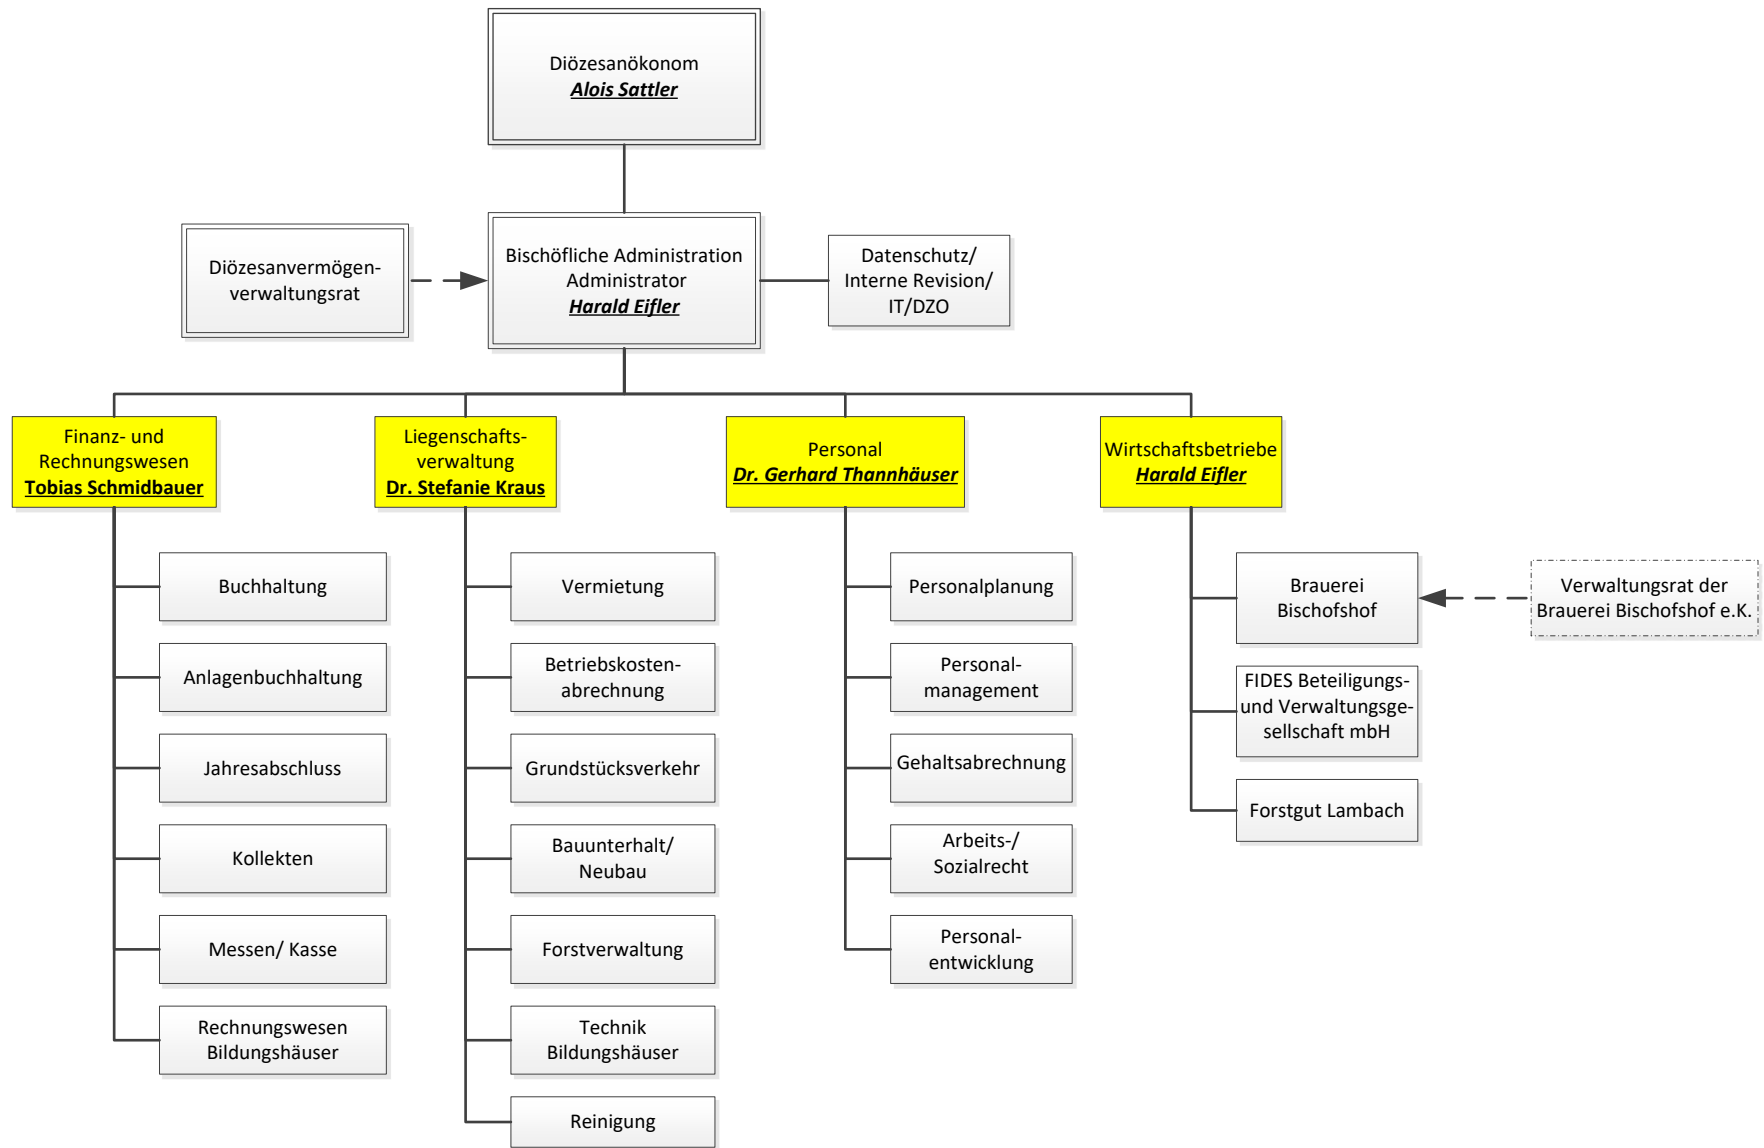 Diözesanökonom
Alois Sattler
Diözesanvermögen-
verwaltungsrat
Bischöfliche Administration
Administrator
Harald Eifler
Datenschutz/
Interne Revision/
IT/DZO
Finanz- und
Rechnungswesen
Tobias Schmidbauer
Liegenschafts-
verwaltung
Dr. Stefanie Kraus
Personal
Dr. Gerhard Thannhäuser
Wirtschaftsbetriebe
Harald Eifler
Buchhaltung
Anlagenbuchhaltung
Jahresabschluss
Kollekten
Messen/ Kasse
Rechnungswesen
Bildungshäuser
Vermietung
Betriebskosten-
abrechnung
Grundstücksverkehr
Bauunterhalt/
Neubau
Forstverwaltung
Technik
Bildungshäuser
Reinigung
Personalplanung
Personal-
management
Gehaltsabrechnung
Arbeits-/
Sozialrecht
Personal-
entwicklung
Brauerei
Bischofshof
Verwaltungsrat der
Brauerei Bischofshof e.K.
FIDES Beteiligungs-
und Verwaltungsge-
sellschaft mbH
Forstgut Lambach